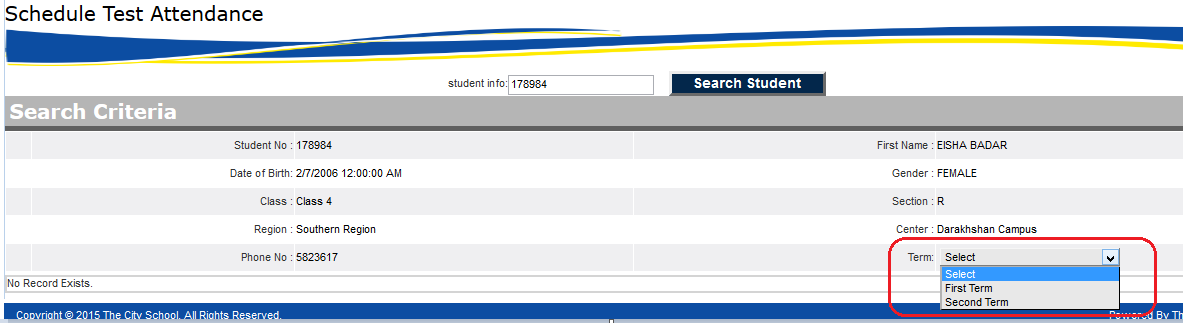 Schedule Test Attendance
student info: 178984 Search Student
Search Criteria
Student No : 178984 First Name : EISHA BADAR
Date of Birth: 2/7/2006 12:00:00 AM Gender : FEMALE
Class : Class 4 Section : R
Region : Southern Region Center : Darakhshan Campus
Phone No : 5823617 Term: Select
Select
No Record Exists.
First Term
Second Term
Copyright © 2015 The City School. All Rights Reserved. Powered By